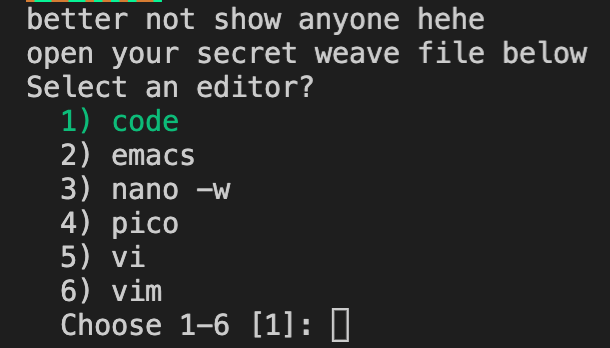 better not show anyone hehe
open your secret weave file below
Select an editor?
1) code
2) emacs
3) nano -w
4) pico
5) vi
6) vim
Choose 1-6 [1]: